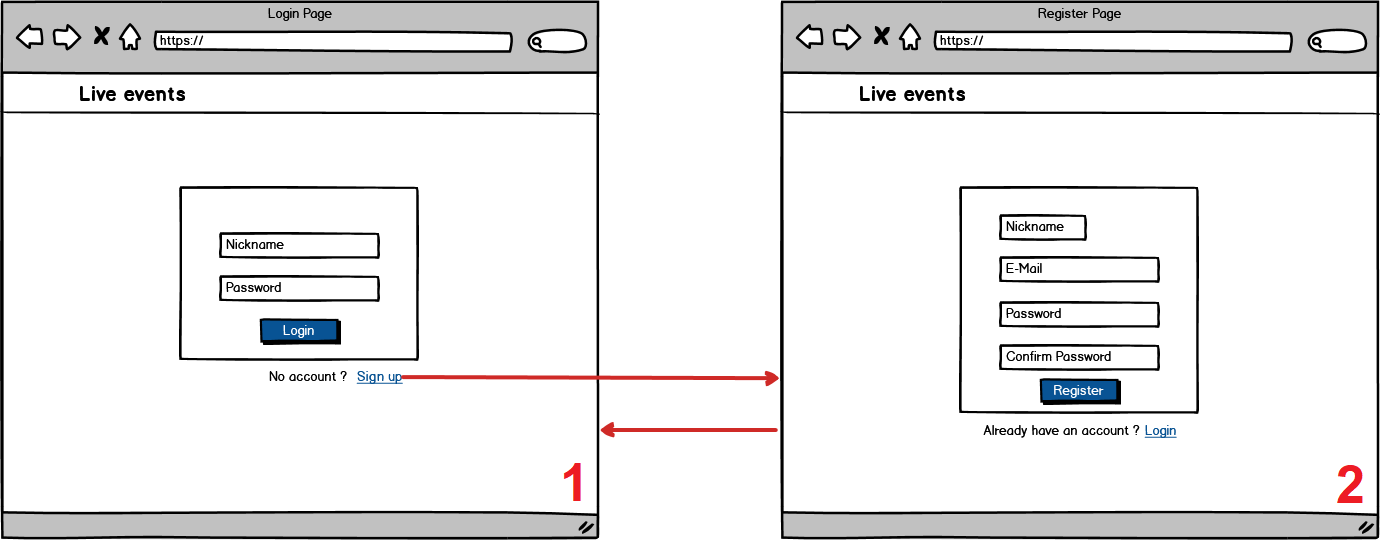 Login Page
https://
Live events
Nickname
Password
Login
No account ? Sign up
1
Register Page
https://
Live events
Nickname
E-Mail
Password
Confirm Password
Register
Already have an account ? Login
2